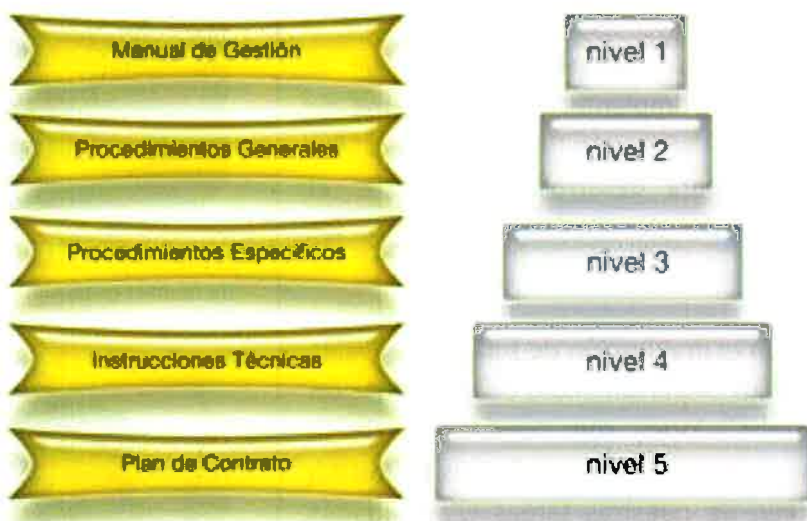 Manual de Gestión
nivel 1
Procedimientos Generales
nivel 2
Procedimientos Específicos
nivel 3
Instrucciones Técnicas
nivel 4
Plan de Contrato
nivel 5